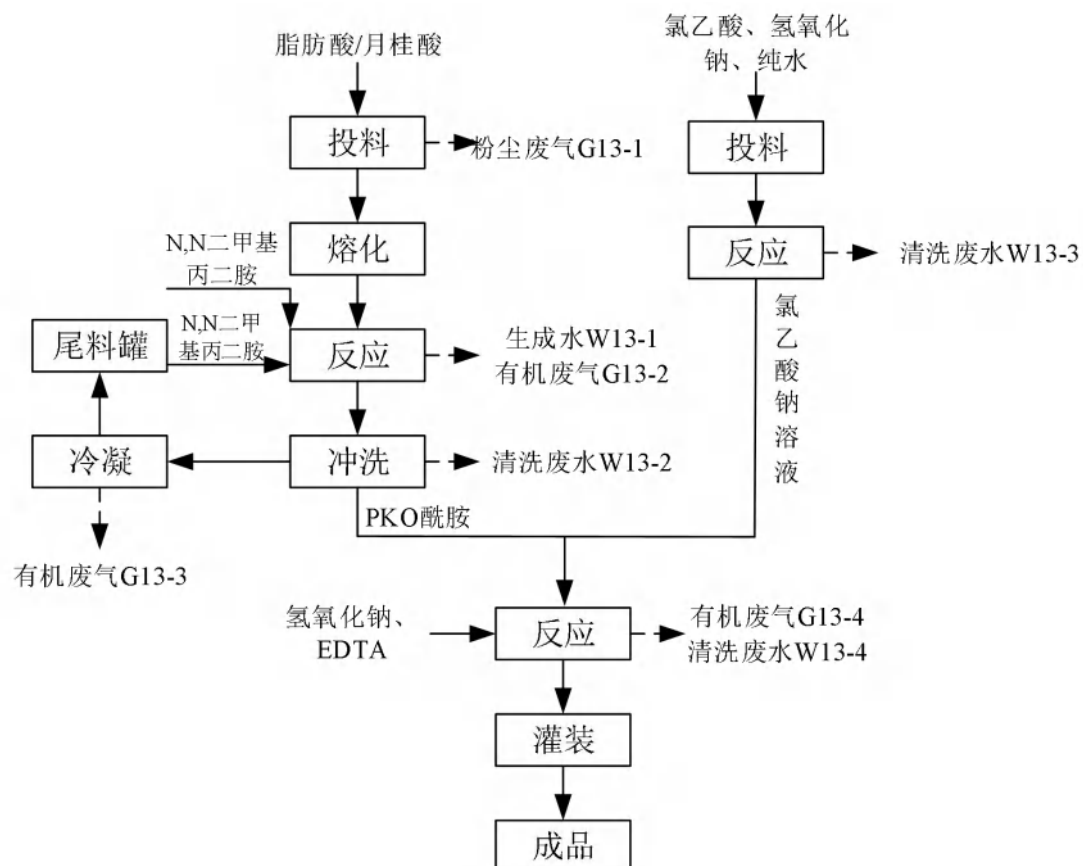 脂肪酸/月桂酸
氯乙酸、氢氧化
钠、纯水
投料
粉尘废气G13-1
投料
熔化
N,N二甲基
丙二胺
反应
清洗废水W13-3
尾料罐
N,N二甲
基丙二胺
反应
生成水W13-1
有机废气G13-2
氯
乙
酸
钠
溶
液
冷凝
冲洗
清洗废水W13-2
PKO酰胺
有机废气G13-3
氢氧化钠、
EDTA
反应
有机废气G13-4
清洗废水W13-4
灌装
成品